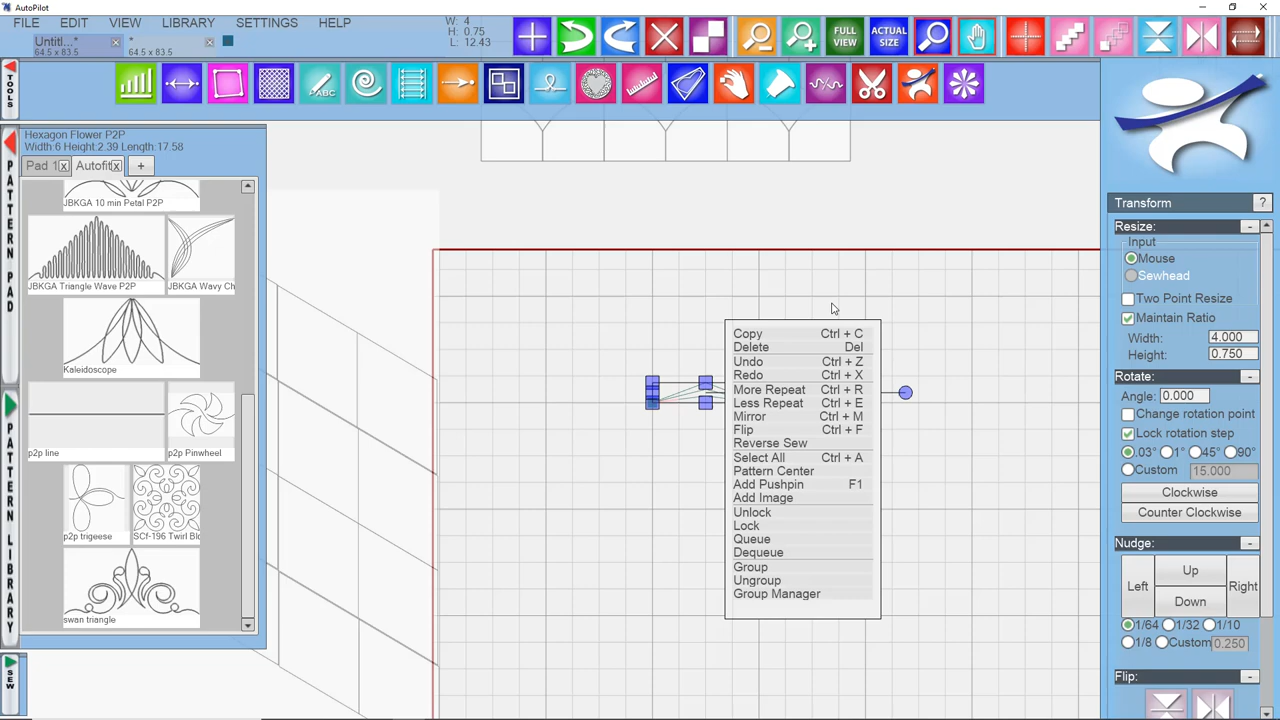 AutoPilot
FILE EDIT VIEW LIBRARY SETTINGS HELP
W: 4
H: 0.75
L: 12.43
Untitl...* x
64.5 x 83.5
* x
64.5 x 83.5
FULL VIEW
ACTUAL SIZE
TOOLS
ABC
Hexagon Flower P2P
Width:6 Height:2.39 Length:17.58
Pad 1 x Autofit x +
PATTERN PAD
JBKGA 10 min Petal P2P
JBKGA Triangle Wave P2P
JBKGA Wavy Ch
Kaleidoscope
p2p line
p2p Pinwheel
p2p trigeese
SCf-196 Twirl Blo
swan triangle
PATTERN LIBRARY
SEW
Copy Ctrl + C
Delete Del
Undo Ctrl + Z
Redo Ctrl + X
More Repeat Ctrl + R
Less Repeat Ctrl + E
Mirror Ctrl + M
Flip Ctrl + F
Reverse Sew
Select All Ctrl + A
Pattern Center
Add Pushpin F1
Add Image
Unlock
Lock
Queue
Dequeue
Group
Ungroup
Group Manager
Transform ?
Resize: -
Input
Mouse
Sewhead
Two Point Resize
Maintain Ratio
Width: 4.000
Height: 0.750
Rotate: -
Angle: 0.000
Change rotation point
Lock rotation step
.03° 1° 45° 90°
Custom 15.000
Clockwise
Counter Clockwise
Nudge: -
Left Up Right
Down
1/64 1/32 1/10
1/8 Custom 0.250
Flip: -